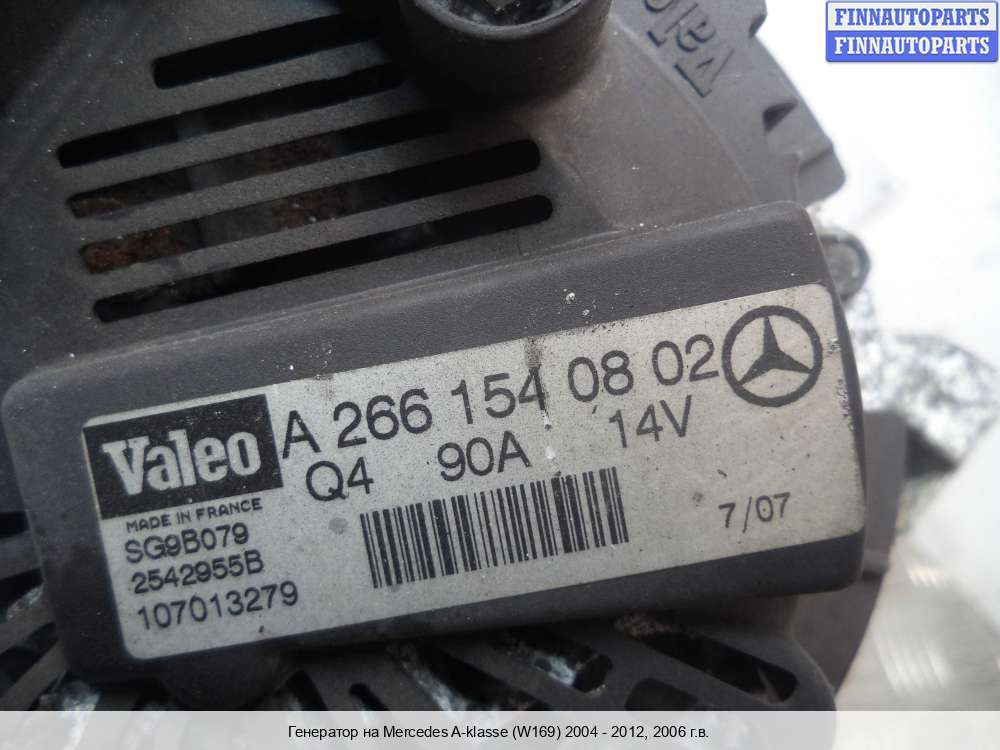 FINNAUTOPARTS
FINNAUTOPARTS
Valeo
A 266 154 08 02
Q4 90A 14V
Valeo
MADE IN FRANCE
SG9B079
2542955B
107013279
7/07
Генератор на Mercedes A-klasse (W169) 2004 - 2012, 2006 г.в.